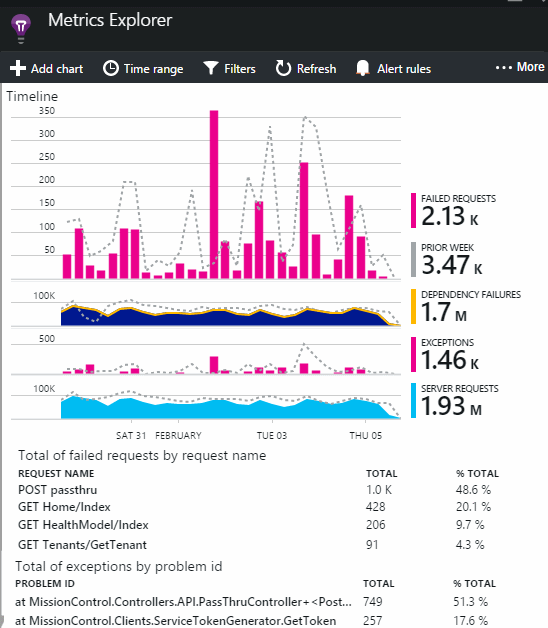 Metrics Explorer
Add chart Time range Filters Refresh Alert rules ··· More
Timeline
350
300
250
200
150
100
50
100K
500
100K
SAT 31 FEBRUARY TUE 03 THU 05
FAILED REQUESTS
2.13 K
PRIOR WEEK
3.47 K
DEPENDENCY FAILURES
1.7 M
EXCEPTIONS
1.46 K
SERVER REQUESTS
1.93 M
Total of failed requests by request name
REQUEST NAME TOTAL % TOTAL
POST passthru 1.0 K 48.6 %
GET Home/Index 428 20.1 %
GET HealthModel/Index 206 9.7 %
GET Tenants/GetTenant 91 4.3 %
Total of exceptions by problem id
PROBLEM ID TOTAL % TOTAL
at MissionControl.Controllers.API.PassThruController+<Post... 749 51.3 %
at MissionControl.Clients.ServiceTokenGenerator.GetToken 257 17.6 %